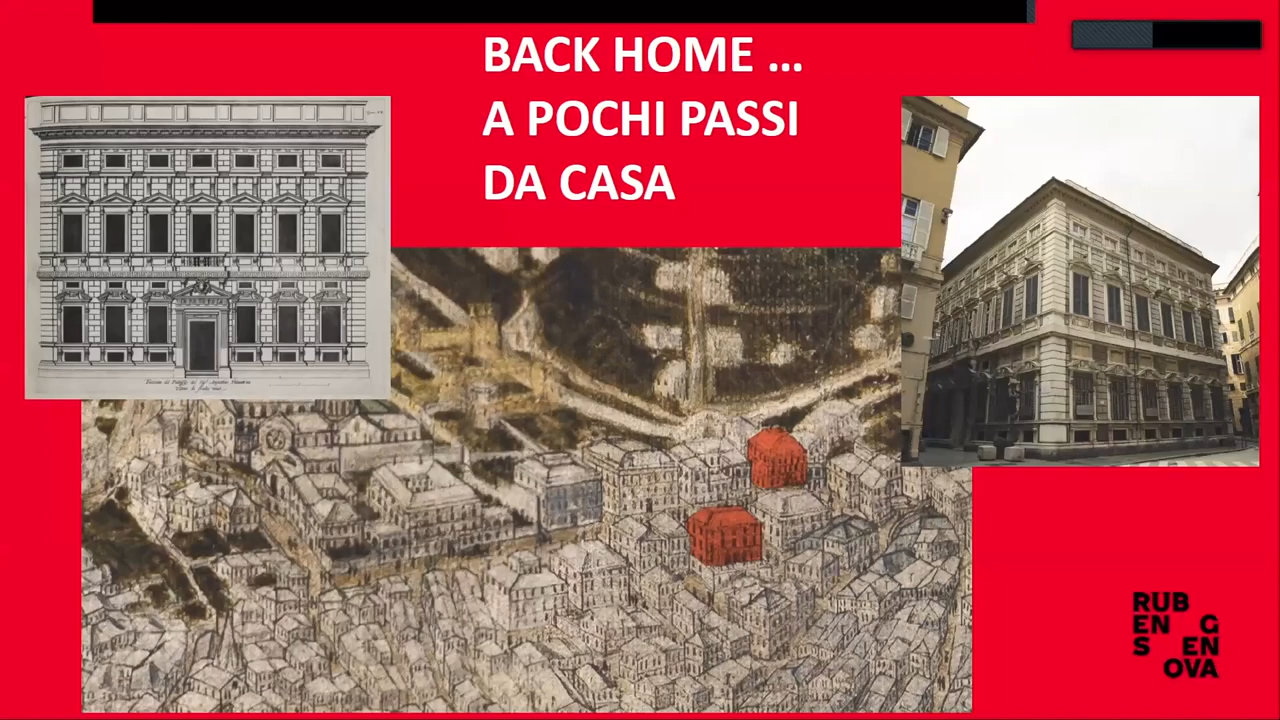 BACK HOME ...
A POCHI PASSI
DA CASA
RUB
EN G
S EN
OVA